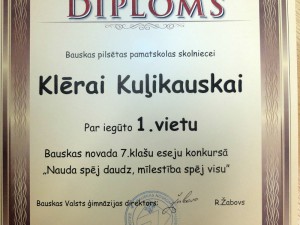 DIPLOMS
Bauskas pilsētas pamatskolas skolniecei
Klērai Kuļikauskai
Par iegūto 1.vietu
Bauskas novada 7.klašu eseju konkursā
„Nauda spēj daudz, mīlestība spēj visu”
Bauskas Valsts ģimnāzijas direktors: R.Žabovs